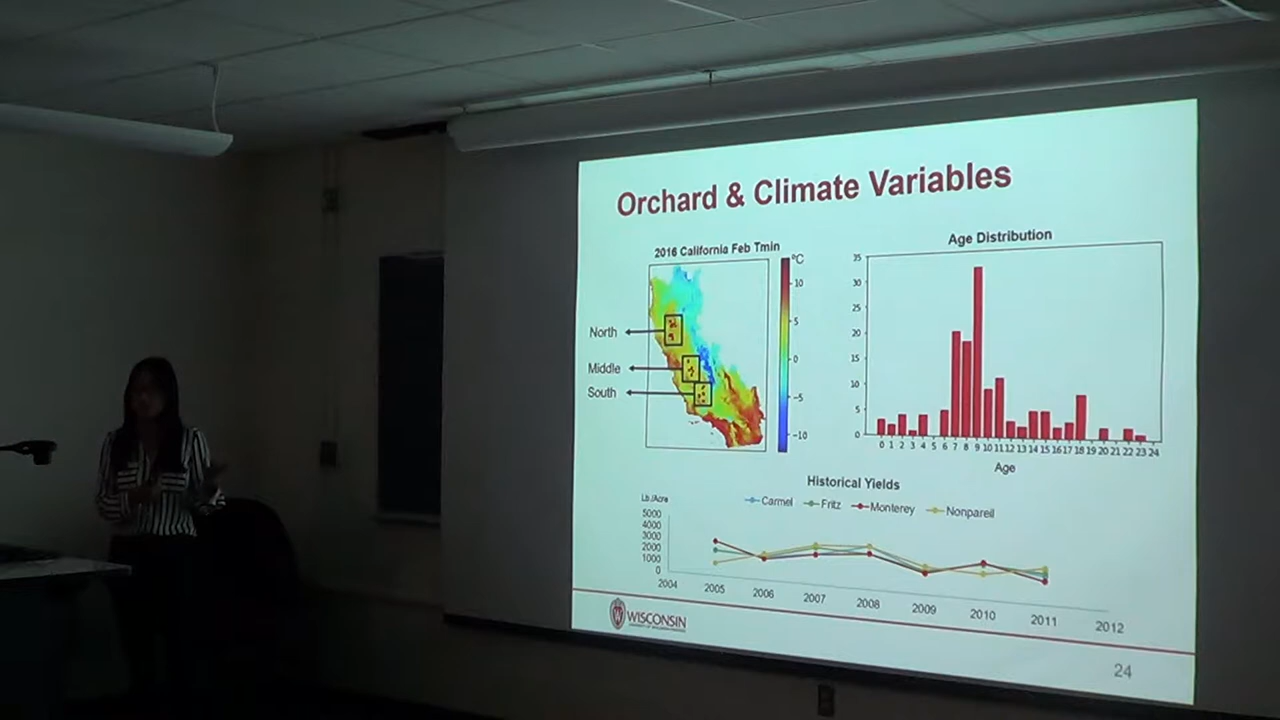 Orchard & Climate Variables
2016 California Feb Tmin
°C
10
5
0
−5
−10
North
Middle
South
Age Distribution
35
30
25
20
15
10
5
0
0 1 2 3 4 5 6 7 8 9 10 11 12 13 14 15 16 17 18 19 20 21 22 23 24
Age
Historical Yields
Lb./Acre
Carmel Fritz Monterey Nonpareil
5000
4000
3000
2000
1000
0
2004 2005 2006 2007 2008 2009 2010 2011 2012
WISCONSIN
24